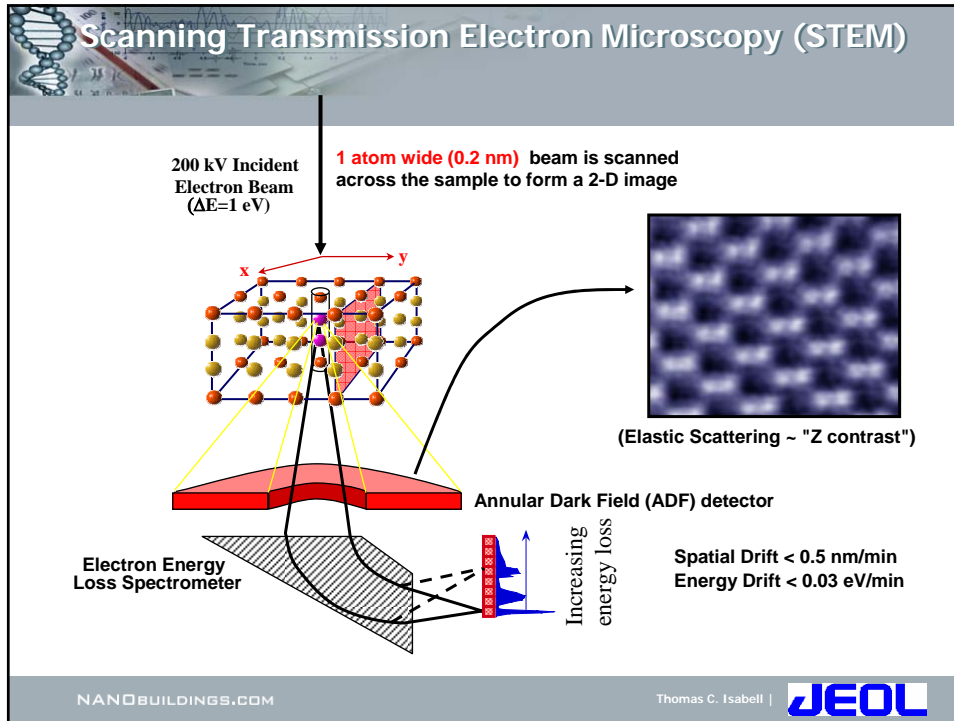 Scanning Transmission Electron Microscopy (STEM)
200 kV Incident
Electron Beam
(ΔE=1 eV)
1 atom wide (0.2 nm) beam is scanned
across the sample to form a 2-D image
x
y
(Elastic Scattering ~ "Z contrast")
Annular Dark Field (ADF) detector
Electron Energy
Loss Spectrometer
Increasing
energy loss
Spatial Drift < 0.5 nm/min
Energy Drift < 0.03 eV/min
NANOBUILDINGS.COM
Thomas C. Isabell |
JEOL